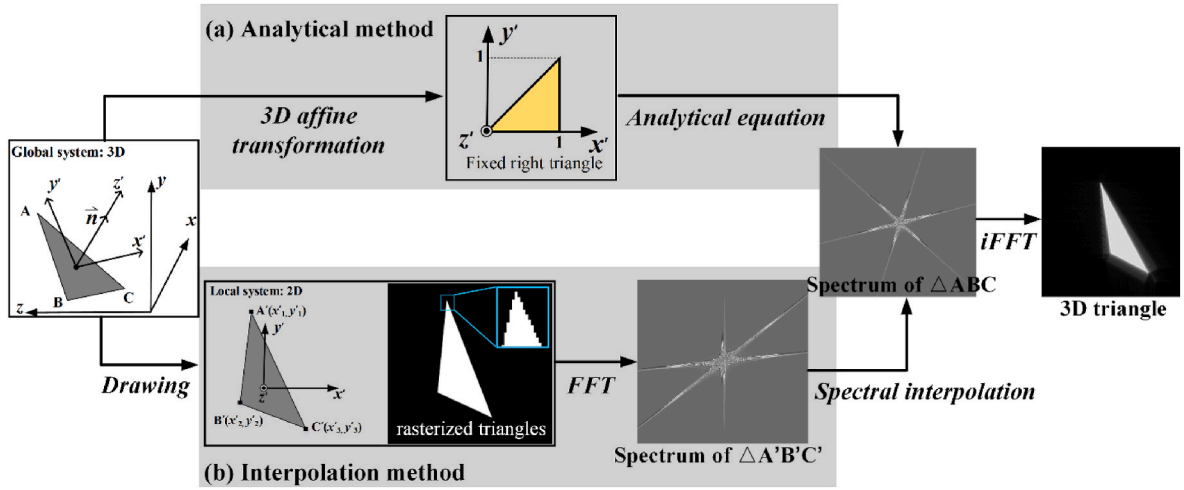 (a) Analytical method
y′
1
3D affine
transformation
z′
1
x′
Fixed right triangle
Analytical equation
Global system: 3D
y′
z′
y
A
n
x
x′
B
C
z
Drawing
Spectrum of △ABC
iFFT
3D triangle
Local system: 2D
A′(x′₁, y′₁)
y′
z′
x′
B′(x′₂, y′₂)
C′(x′₃, y′₃)
rasterized triangles
FFT
Spectrum of △A’B’C’
Spectral interpolation
(b) Interpolation method